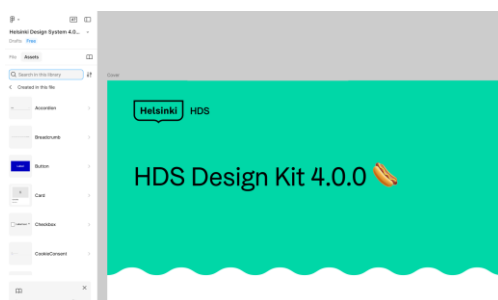 Helsinki Design System 4.0...
Drafts Free
File Assets
Search in this library
Created in this file
Accordion
Breadcrumb
Button
Card
Checkbox
CookieConsent
Cover
Helsinki HDS
HDS Design Kit 4.0.0 🌭